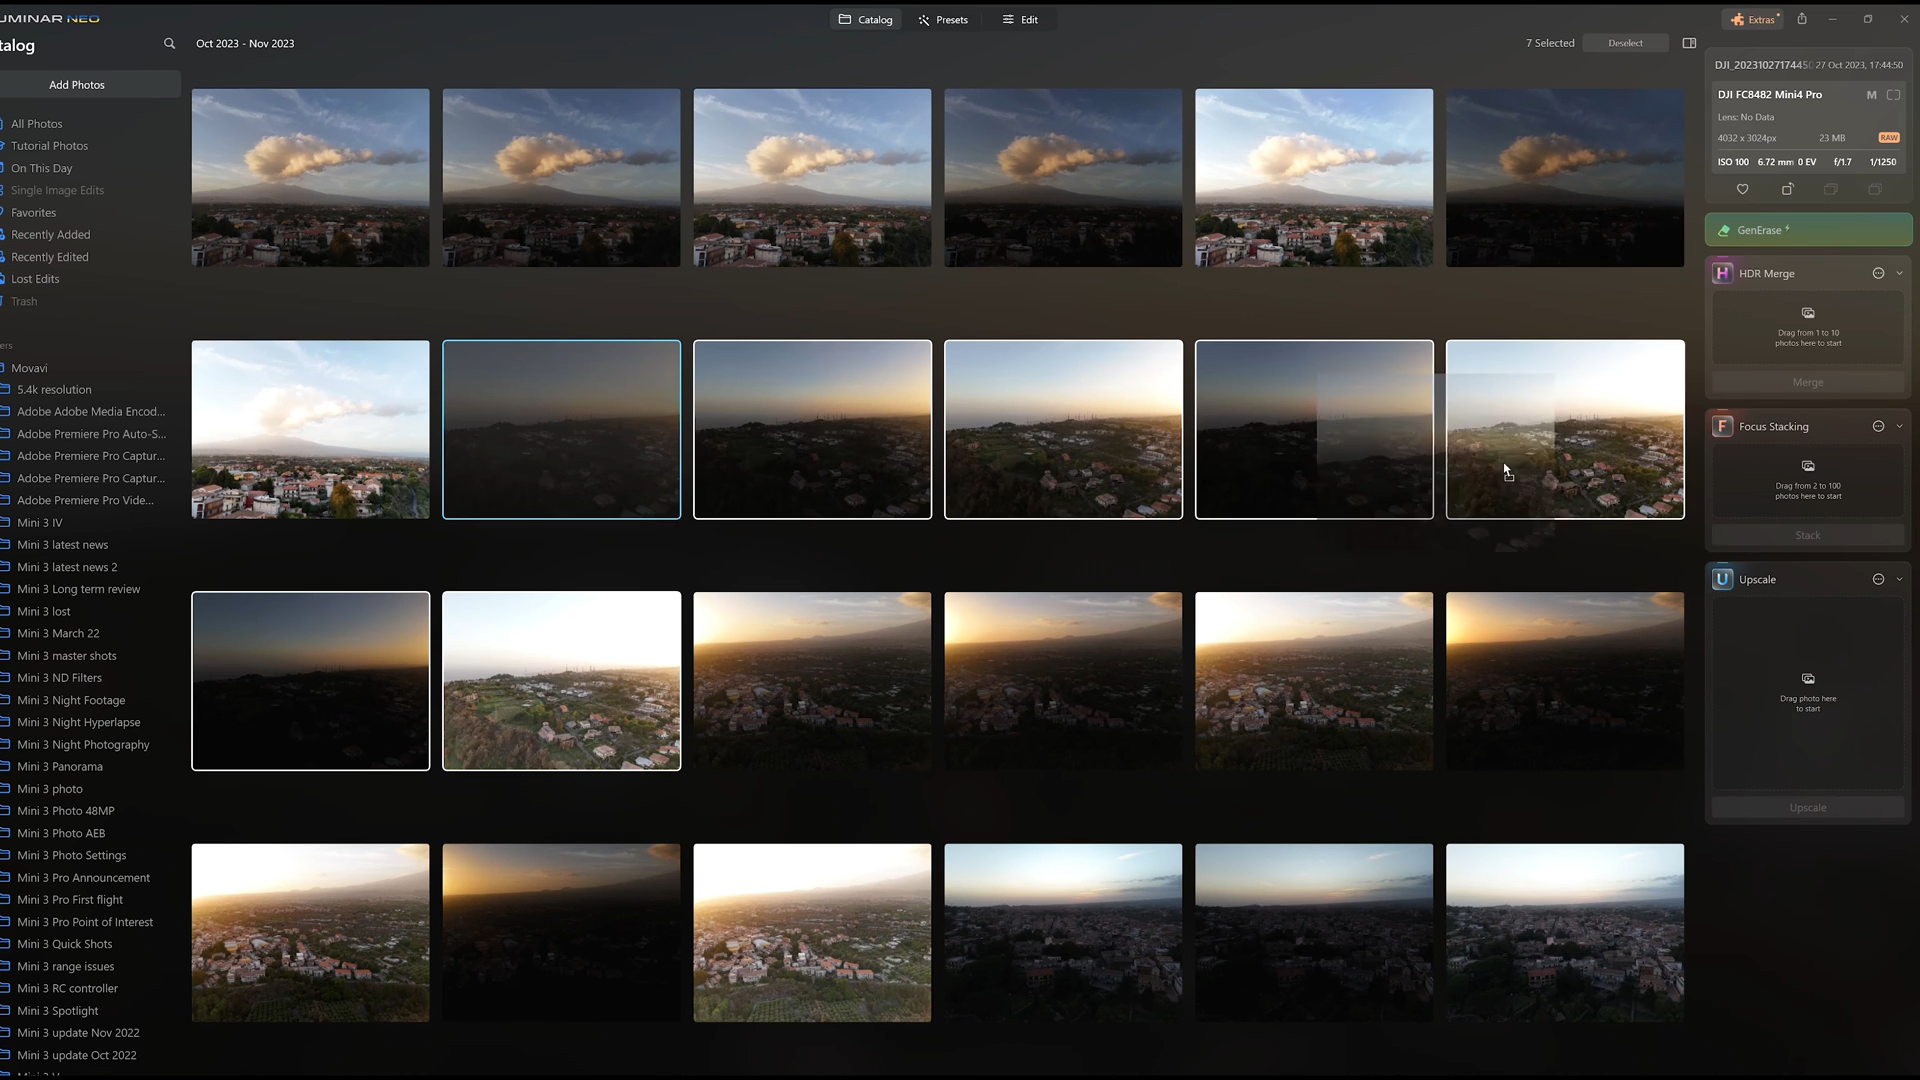 UMINAR NEO
Catalog
Presets
Edit
Extras
talog
Oct 2023 - Nov 2023
7 Selected
Deselect
Add Photos
All Photos
Tutorial Photos
On This Day
Single Image Edits
Favorites
Recently Added
Recently Edited
Lost Edits
Trash
ers
Movavi
5.4k resolution
Adobe Adobe Media Encod...
Adobe Premiere Pro Auto-S...
Adobe Premiere Pro Captur...
Adobe Premiere Pro Captur...
Adobe Premiere Pro Vide...
Mini 3 IV
Mini 3 latest news
Mini 3 latest news 2
Mini 3 Long term review
Mini 3 lost
Mini 3 March 22
Mini 3 master shots
Mini 3 ND Filters
Mini 3 Night Footage
Mini 3 Night Hyperlapse
Mini 3 Night Photography
Mini 3 Panorama
Mini 3 photo
Mini 3 Photo 48MP
Mini 3 Photo AEB
Mini 3 Photo Settings
Mini 3 Pro Announcement
Mini 3 Pro First flight
Mini 3 Pro Point of Interest
Mini 3 Quick Shots
Mini 3 range issues
Mini 3 RC controller
Mini 3 Spotlight
Mini 3 update Nov 2022
Mini 3 update Oct 2022
DJI_2023102717445 27 Oct 2023, 17:44:50
DJI FC8482 Mini4 Pro M
Lens: No Data
4032 x 3024px 23 MB RAW
ISO 100 6.72 mm 0 EV f/1.7 1/1250
GenErase
H HDR Merge
Drag from 1 to 10
photos here to start
Merge
F Focus Stacking
Drag from 2 to 100
photos here to start
Stack
U Upscale
Drag photo here
to start
Upscale